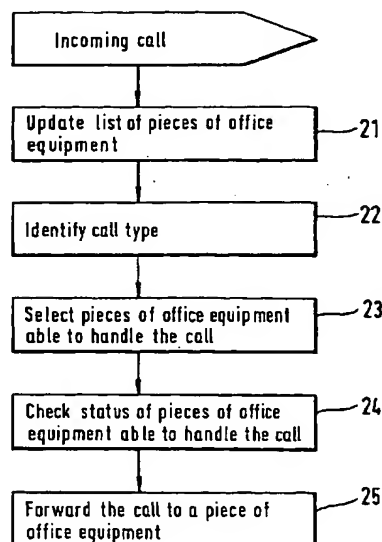 Incoming call
Update list of pieces of office
equipment
21
Identify call type
22
Select pieces of office equipment
able to handle the call
23
Check status of pieces of office
equipment able to handle the call
24
Forward the call to a piece of
office equipment
25